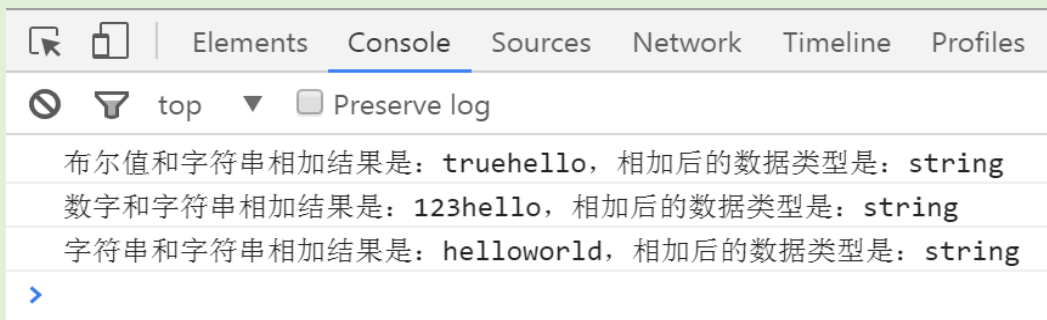 Elements Console Sources Network Timeline Profiles
top ▼ Preserve log
布尔值和字符串相加结果是：truehello，相加后的数据类型是：string
数字和字符串相加结果是：123hello，相加后的数据类型是：string
字符串和字符串相加结果是：helloworld，相加后的数据类型是：string